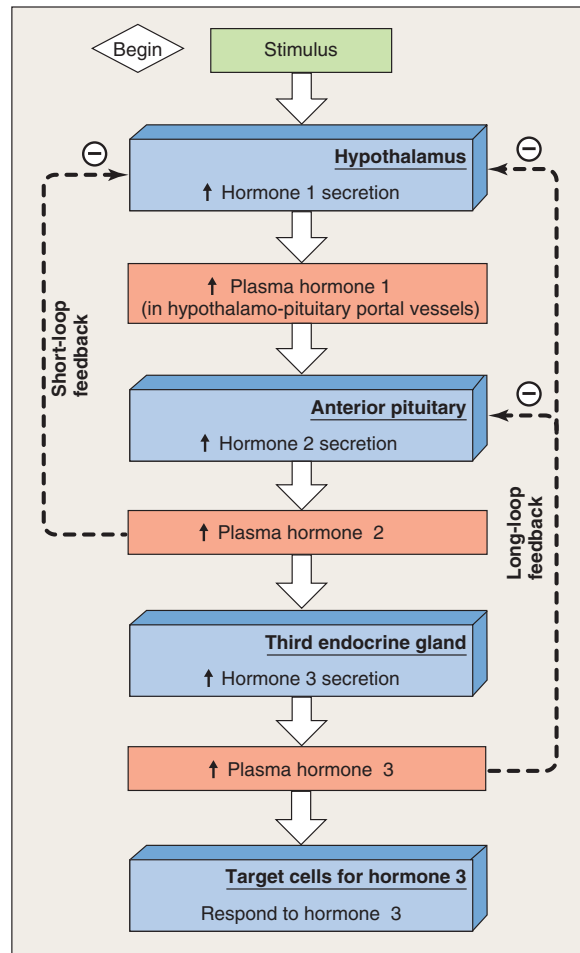 Begin
Stimulus
−
−
Hypothalamus
↑ Hormone 1 secretion
↑ Plasma hormone 1
(in hypothalamo-pituitary portal vessels)
Short-loop
feedback
−
Anterior pituitary
↑ Hormone 2 secretion
↑ Plasma hormone 2
Long-loop
feedback
Third endocrine gland
↑ Hormone 3 secretion
↑ Plasma hormone 3
Target cells for hormone 3
Respond to hormone 3